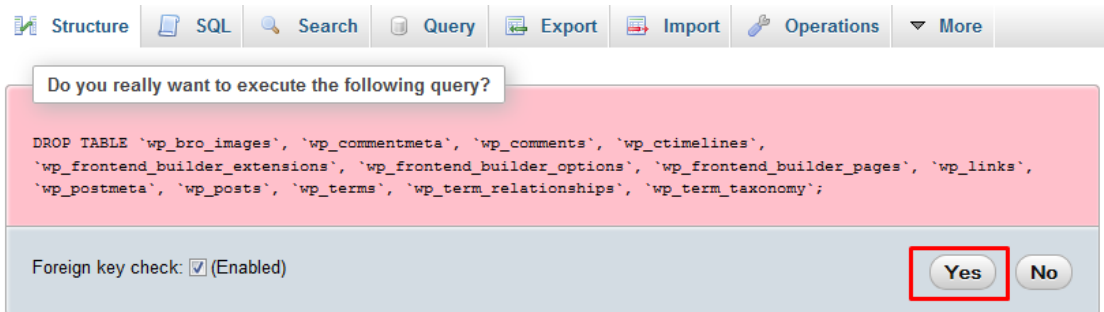 Structure SQL Search Query Export Import Operations More
Do you really want to execute the following query?
DROP TABLE `wp_bro_images`, `wp_commentmeta`, `wp_comments`, `wp_ctimelines`,
`wp_frontend_builder_extensions`, `wp_frontend_builder_options`, `wp_frontend_builder_pages`, `wp_links`,
`wp_postmeta`, `wp_posts`, `wp_terms`, `wp_term_relationships`, `wp_term_taxonomy`;
Foreign key check: (Enabled) Yes No